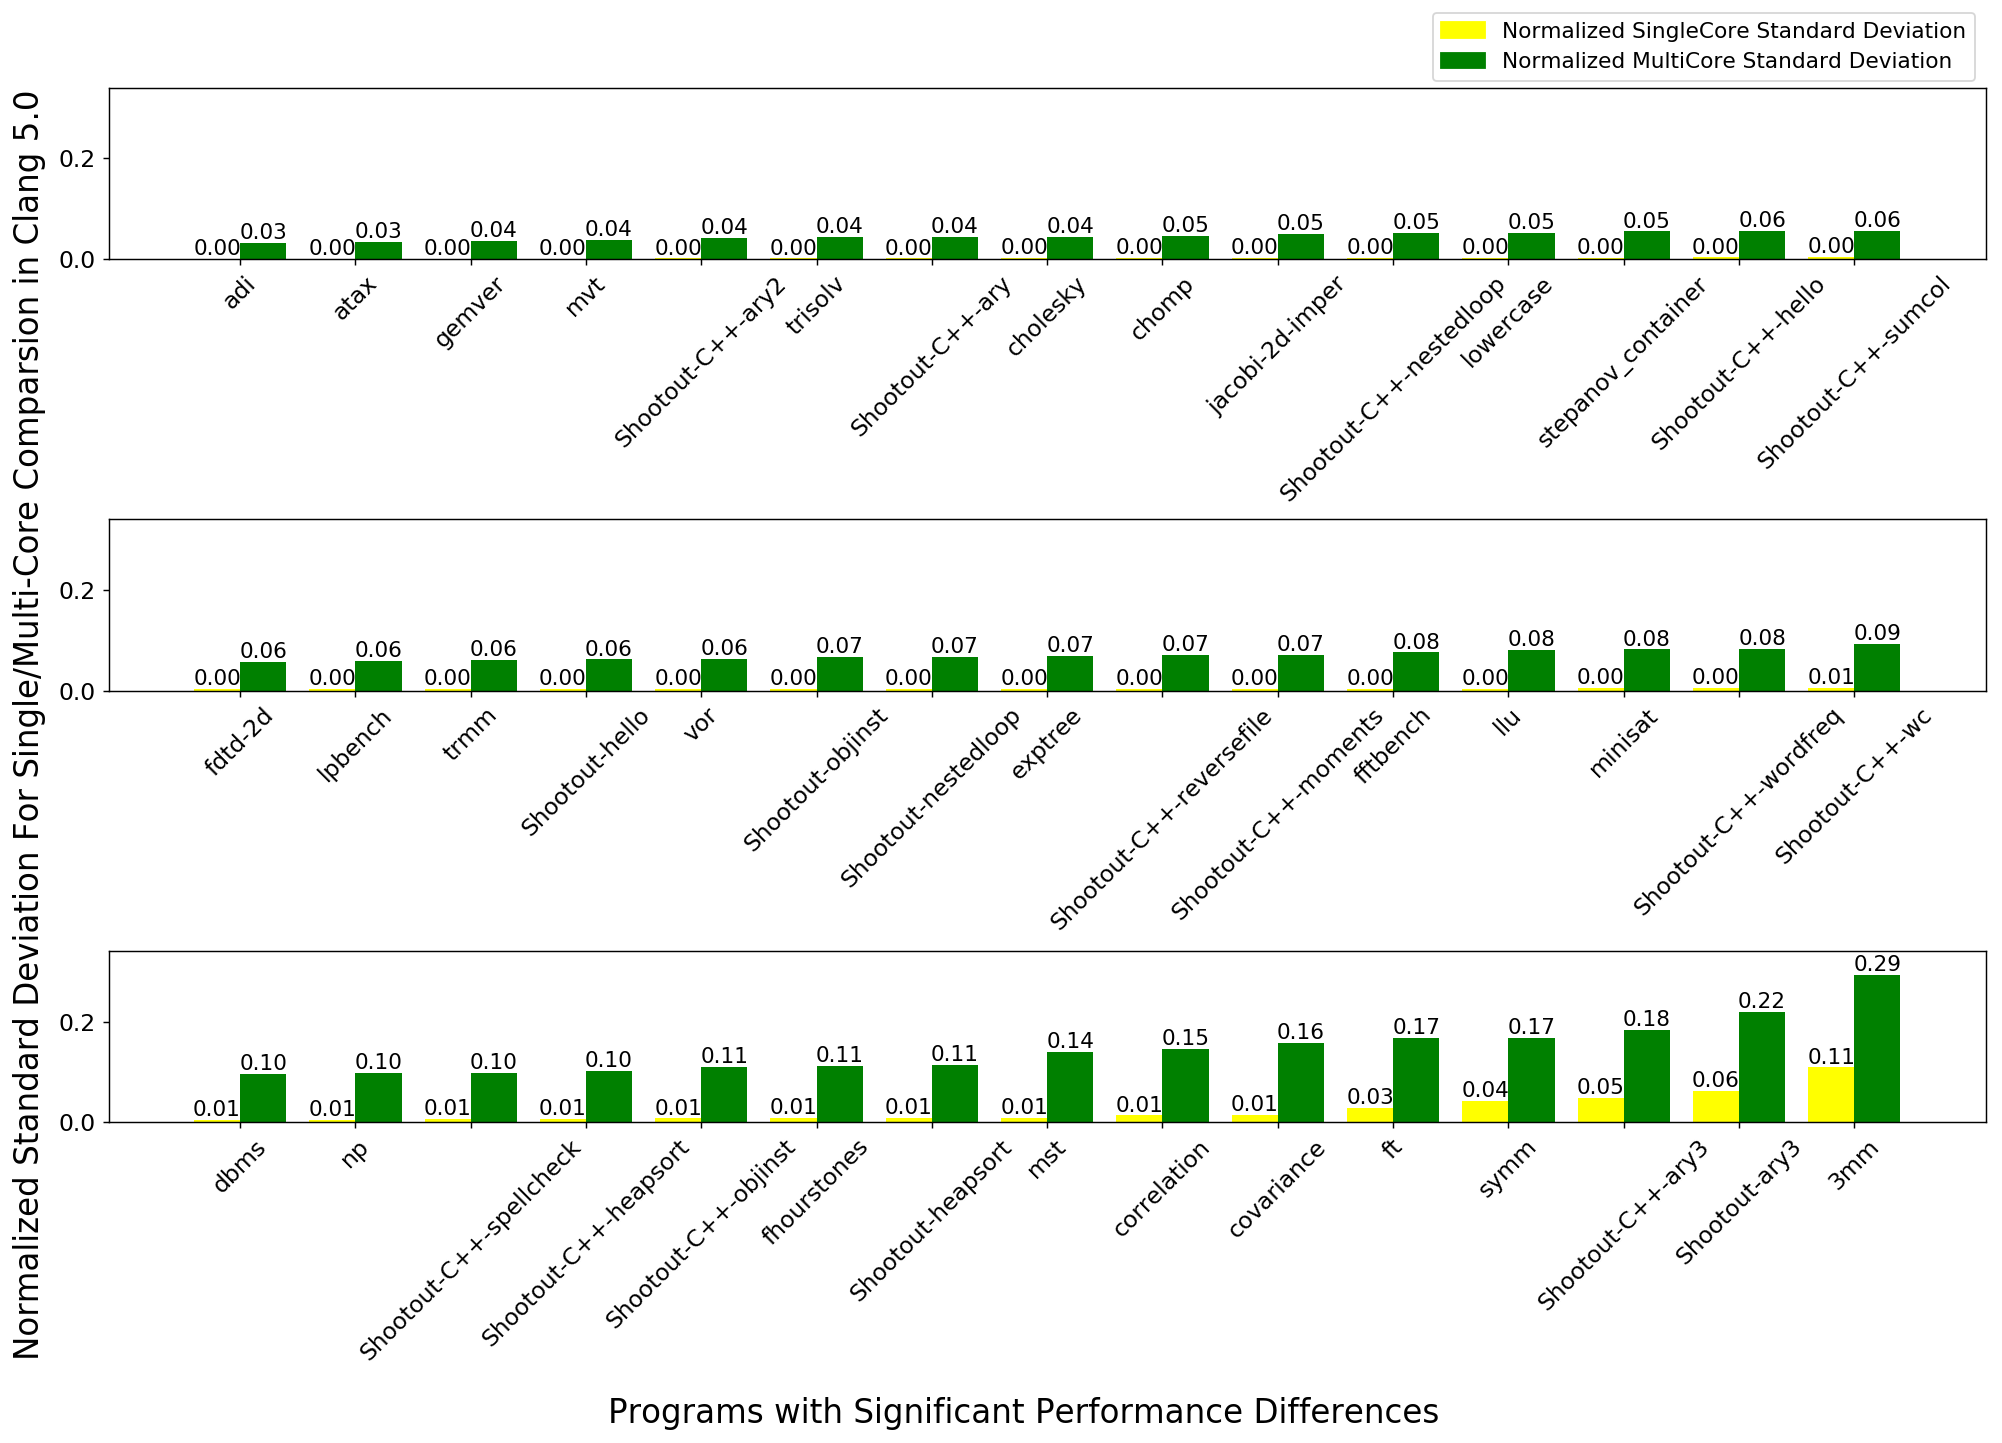 Normalized SingleCore Standard Deviation
Normalized MultiCore Standard Deviation
Normalized Standard Deviation For Single/Multi-Core Comparsion in Clang 5.0
0.2
0.0
0.00 0.03 0.00 0.03 0.00 0.04 0.00 0.04 0.00 0.04 0.00 0.04 0.00 0.04 0.00 0.04 0.00 0.05 0.00 0.05 0.00 0.05 0.00 0.05 0.00 0.05 0.00 0.06 0.00 0.06
adi
atax
gemver
mvt
Shootout-C++-ary2
trisolv
Shootout-C++-ary
cholesky
chomp
jacobi-2d-imper
Shootout-C++-nestedloop
lowercase
stepanov_container
Shootout-C++-hello
Shootout-C++-sumcol
0.2
0.0
0.00 0.06 0.00 0.06 0.00 0.06 0.00 0.06 0.00 0.06 0.00 0.07 0.00 0.07 0.00 0.07 0.00 0.07 0.00 0.07 0.00 0.08 0.00 0.08 0.00 0.08 0.00 0.08 0.01 0.09
fdtd-2d
lpbench
trmm
Shootout-hello
vor
Shootout-objinst
Shootout-nestedloop
exptree
Shootout-C++-reversefile
Shootout-C++-moments
fftbench
llu
minisat
Shootout-C++-wordfreq
Shootout-C++-wc
0.2
0.0
0.01 0.10 0.01 0.10 0.01 0.10 0.01 0.10 0.01 0.11 0.01 0.11 0.01 0.11 0.01 0.14 0.01 0.15 0.01 0.16 0.03 0.17 0.04 0.17 0.05 0.18 0.06 0.22 0.11 0.29
dbms
np
Shootout-C++-spellcheck
Shootout-C++-heapsort
Shootout-C++-objinst
fhourstones
Shootout-heapsort
mst
correlation
covariance
ft
symm
Shootout-C++-ary3
Shootout-ary3
3mm
Programs with Significant Performance Differences